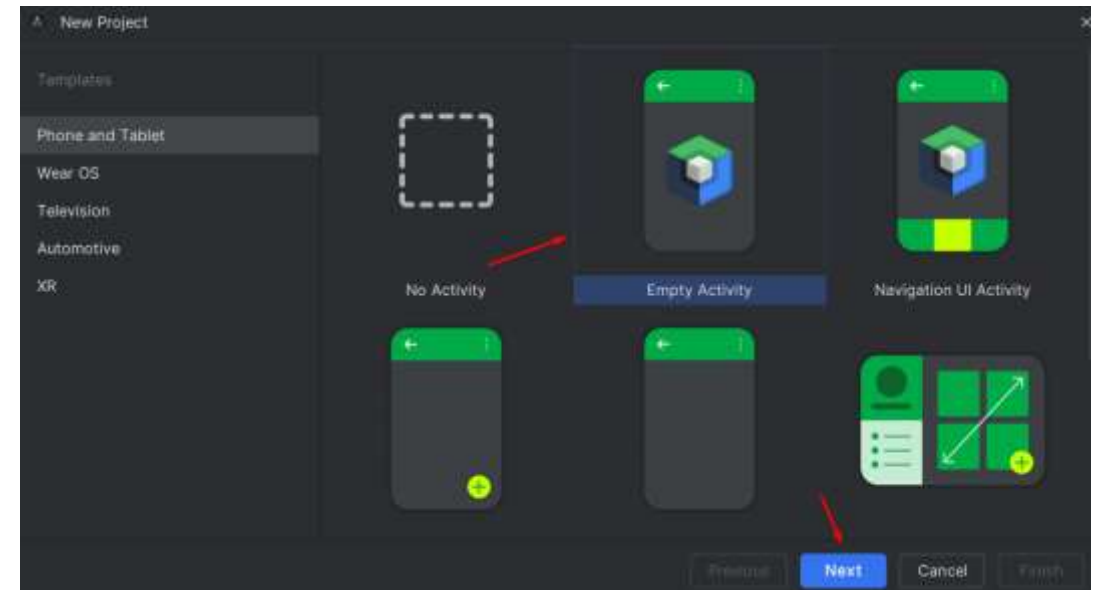 New Project
Templates
Phone and Tablet
Wear OS
Television
Automotive
XR
No Activity
Empty Activity
Navigation UI Activity
Previous
Next
Cancel
Finish